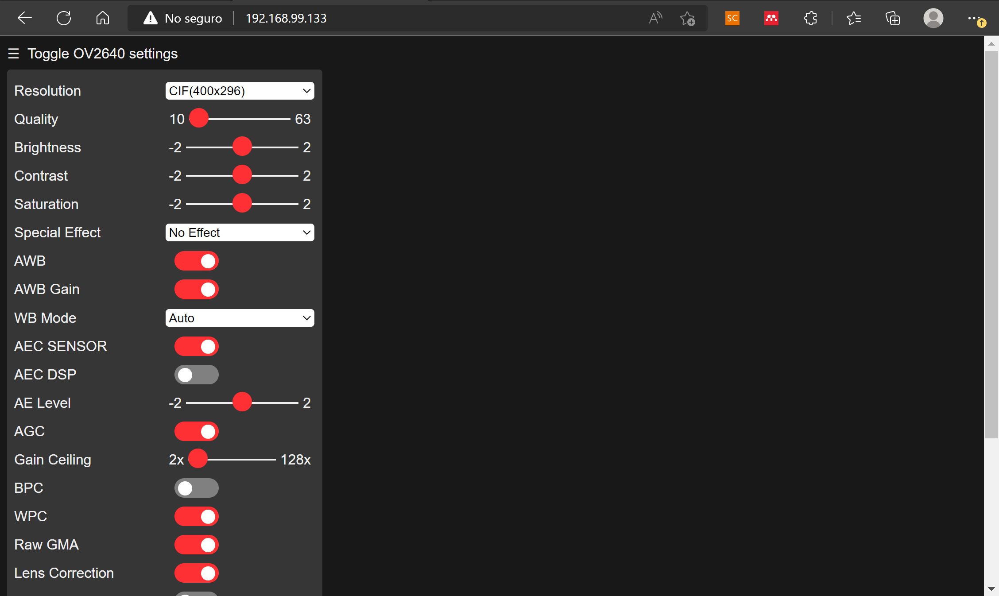 No seguro 192.168.99.133 SC
☰ Toggle OV2640 settings
Resolution CIF(400x296)
Quality 10 63
Brightness -2 2
Contrast -2 2
Saturation -2 2
Special Effect No Effect
AWB
AWB Gain
WB Mode Auto
AEC SENSOR
AEC DSP
AE Level -2 2
AGC
Gain Ceiling 2x 128x
BPC
WPC
Raw GMA
Lens Correction